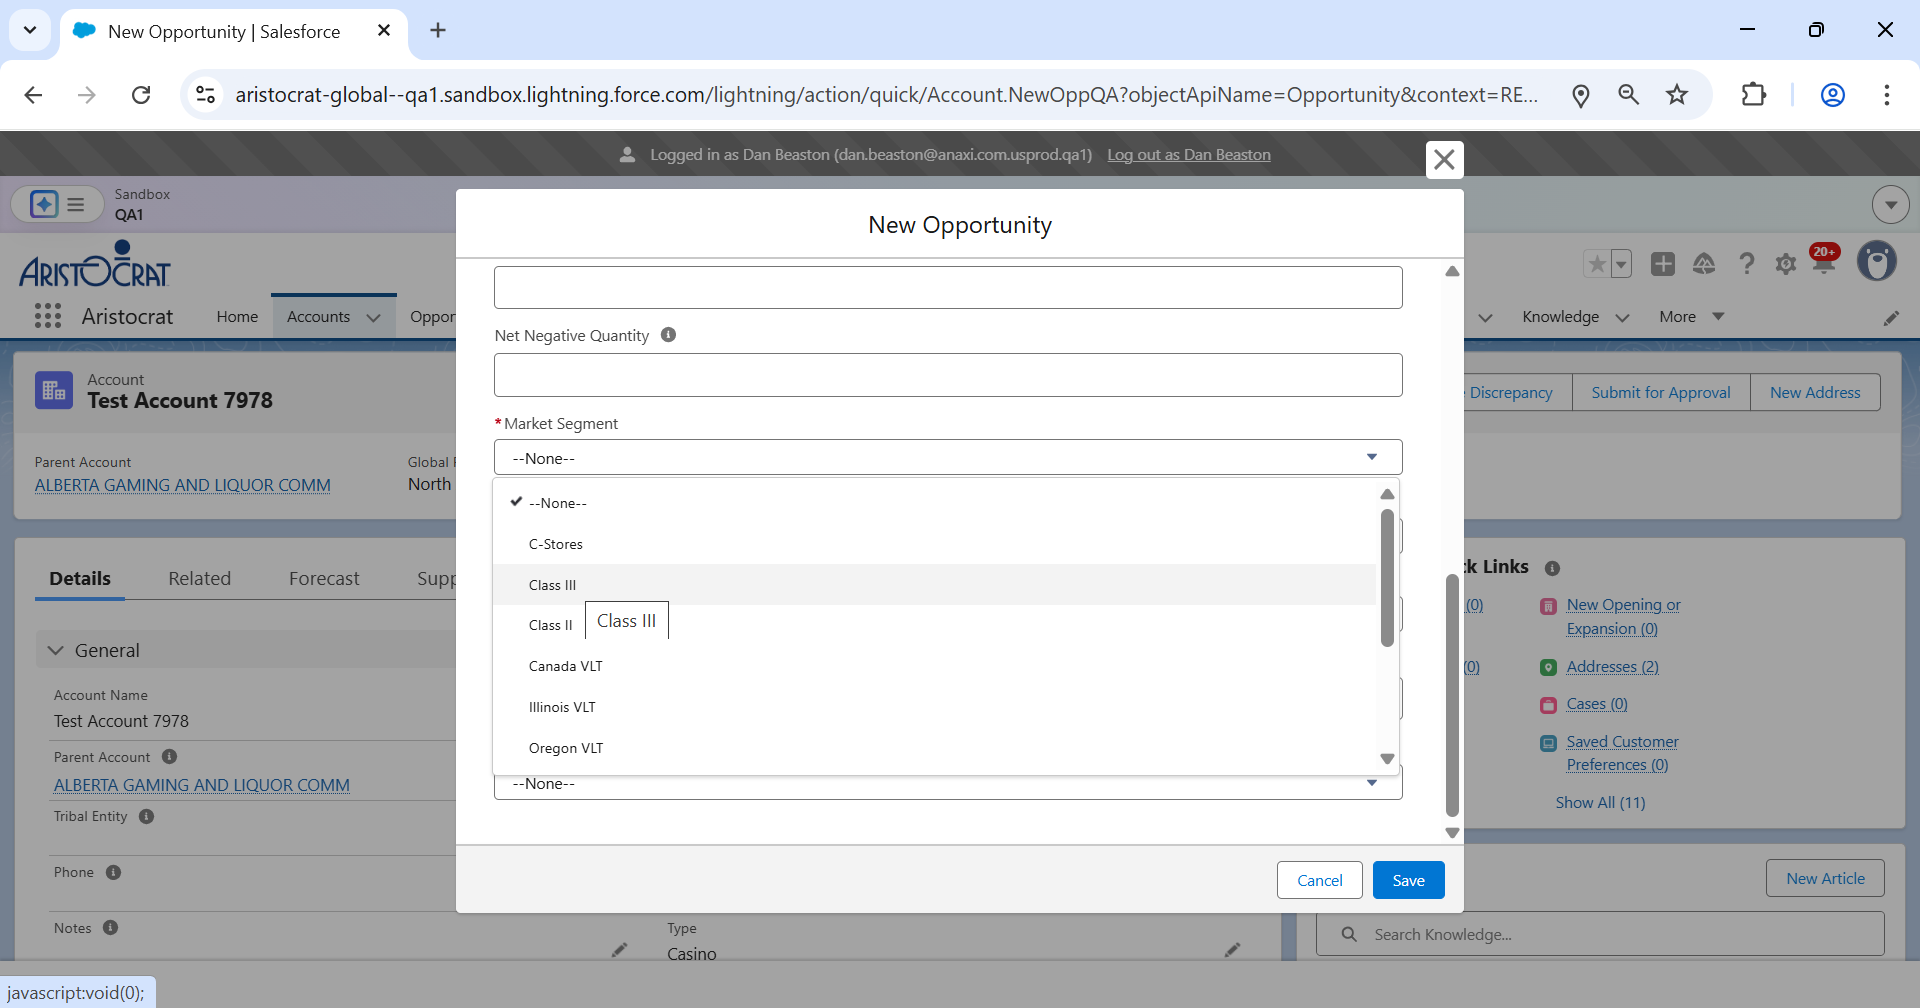 New Opportunity | Salesforce
aristocrat-global--qa1.sandbox.lightning.force.com/lightning/action/quick/Account.NewOppQA?objectApiName=Opportunity&context=RE...
Logged in as Dan Beaston (dan.beaston@anaxi.com.usprod.qa1) Log out as Dan Beaston
Sandbox
QA1
New Opportunity
ARISTOCRAT
20+
Aristocrat
Home
Accounts
Oppor
Knowledge
More
Net Negative Quantity
Account
Test Account 7978
Discrepancy
Submit for Approval
New Address
*Market Segment
--None--
Parent Account
ALBERTA GAMING AND LIQUOR COMM
Global
North
--None--
C-Stores
Class III
Class II
Class III
Canada VLT
Illinois VLT
Oregon VLT
--None--
Cancel
Save
Details
Related
Forecast
Supp
General
Account Name
Test Account 7978
Parent Account
ALBERTA GAMING AND LIQUOR COMM
Tribal Entity
Phone
Notes
Type
Casino
ck Links
(0)
New Opening or
Expansion (0)
(0)
Addresses (2)
Cases (0)
Saved Customer
Preferences (0)
Show All (11)
New Article
Search Knowledge...
javascript:void(0);